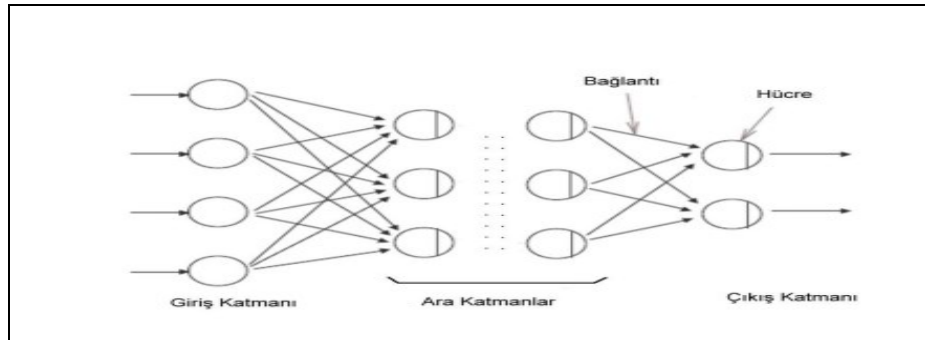 Bağlantı
Hücre
Giriş Katmanı
Ara Katmanlar
Çıkış Katmanı